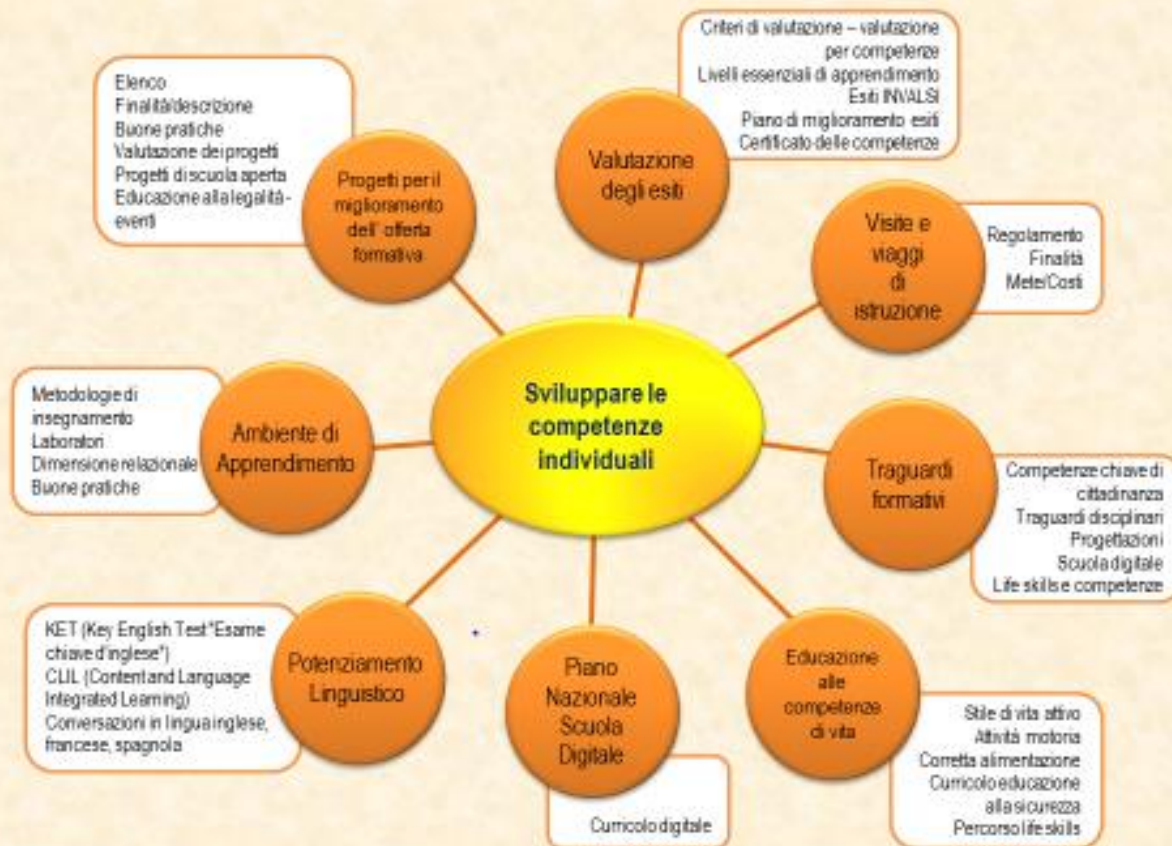 Criteri di valutazione – valutazione
per competenze
Livelli essenziali di apprendimento
Esiti INVALSI
Piano di miglioramento esiti
Certificato delle competenze
Valutazione
degli esiti
Elenco
Finalità/descrizione
Buone pratiche
Valutazione dei progetti
Progetti di scuola aperta
Educazione alla legalità-
eventi
Progetti per il
miglioramento
dell' offerta
formativa
Visite e
viaggi
di
istruzione
Regolamento
Finalità
Mete/Costi
Sviluppare le
competenze
individuali
Metodologie di
insegnamento
Laboratori
Dimensione relazionale
Buone pratiche
Ambiente di
Apprendimento
Traguardi
formativi
Competenze chiave di
cittadinanza
Traguardi disciplinari
Progettazioni
Scuola digitale
Life skills e competenze
KET (Key English Test "Esame
chiave d'inglese")
CLIL (Content and Language
Integrated Learning)
Conversazioni in lingua inglese,
francese, spagnola
Potenziamento
Linguistico
Piano
Nazionale
Scuola
Digitale
Curricolo digitale
Educazione
alle
competenze
di vita
Stile di vita attivo
Attività motoria
Corretta alimentazione
Curricolo educazione
alla sicurezza
Percorso life skills